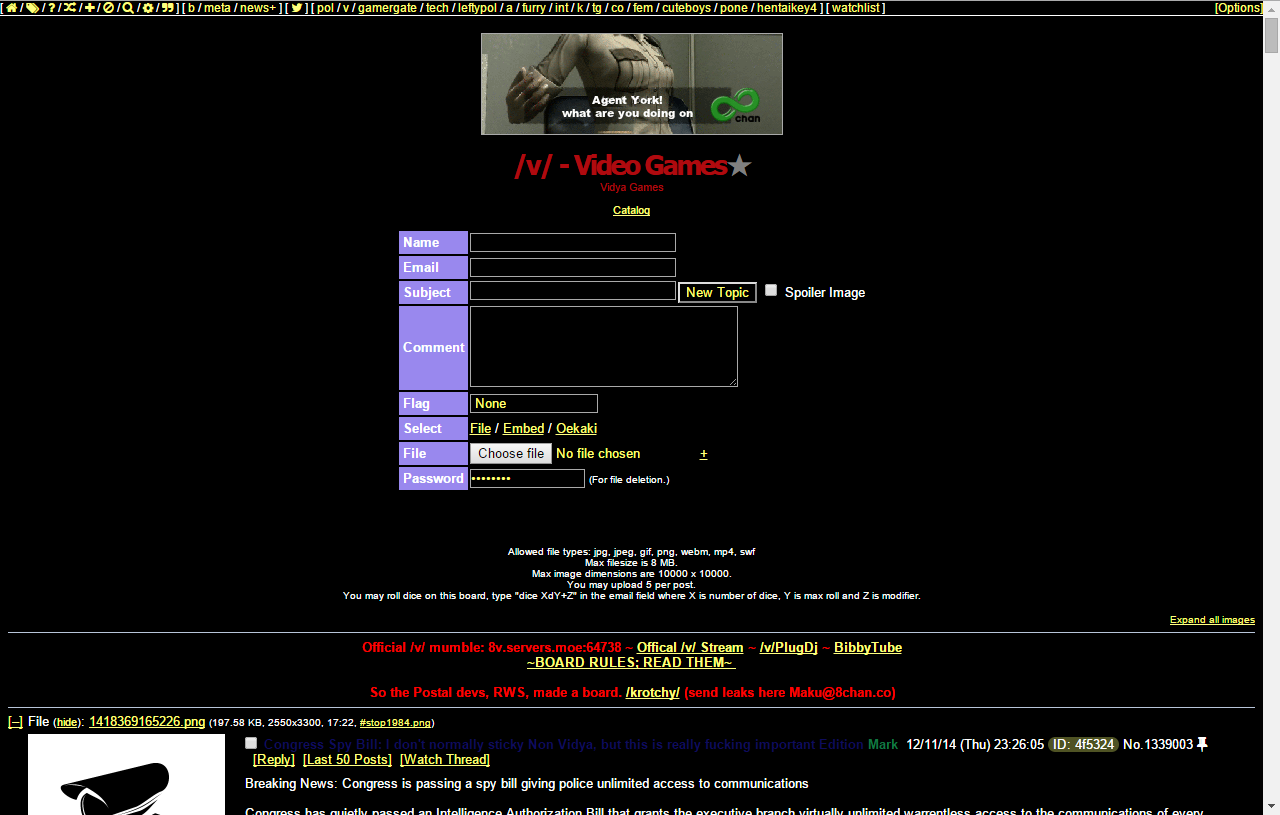 [ / / ? / / + / / / / ] [ b / meta / news+ ] [ ] [ pol / v / gamergate / tech / leftypol / a / furry / int / k / tg / co / fem / cuteboys / pone / hentaikey4 ] [ watchlist ] [Options]
Agent York!
what are you doing on
chan
/v/ - Video Games★
Vidya Games
Catalog
Name
Email
Subject New Topic Spoiler Image
Comment
Flag None
Select File / Embed / Oekaki
File Choose file No file chosen +
Password •••••••• (For file deletion.)
Allowed file types: jpg, jpeg, gif, png, webm, mp4, swf
Max filesize is 8 MB.
Max image dimensions are 10000 x 10000.
You may upload 5 per post.
You may roll dice on this board, type "dice XdY+Z" in the email field where X is number of dice, Y is max roll and Z is modifier.
Expand all images
Official /v/ mumble: 8v.servers.moe:64738 ~ Offical /v/ Stream ~ /v/PlugDj ~ BibbyTube
~BOARD RULES; READ THEM~
So the Postal devs, RWS, made a board. /krotchy/ (send leaks here Maku@8chan.co)
[–] File (hide): 1418369165226.png (197.58 KB, 2550x3300, 17:22, #stop1984.png)
Congress Spy Bill: I don't normally sticky Non Vidya, but this is really fucking important Edition Mark 12/11/14 (Thu) 23:26:05 ID: 4f5324 No.1339003
[Reply] [Last 50 Posts] [Watch Thread]
Breaking News: Congress is passing a spy bill giving police unlimited access to communications
Congress has quietly passed an Intelligence Authorization Bill that grants the executive branch virtually unlimited warrentless access to the communications of every